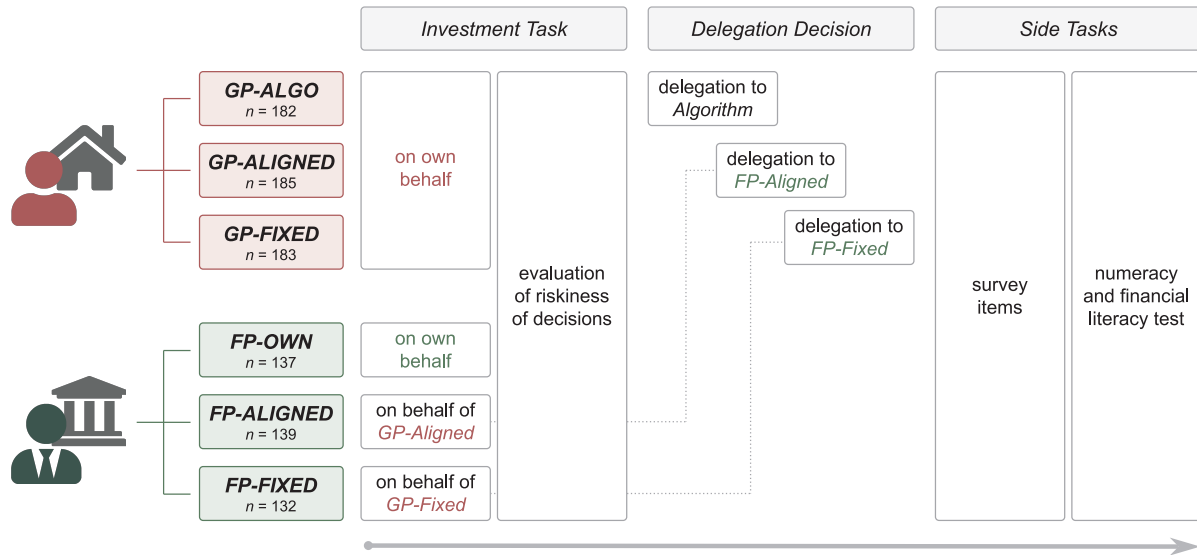 Investment Task
Delegation Decision
Side Tasks
GP-ALGO
n = 182
GP-ALIGNED
n = 185
GP-FIXED
n = 183
on own
behalf
delegation to
Algorithm
delegation to
FP-Aligned
delegation to
FP-Fixed
evaluation
of riskiness
of decisions
survey
items
numeracy
and financial
literacy test
FP-OWN
n = 137
on own
behalf
FP-ALIGNED
n = 139
on behalf of
GP-Aligned
FP-FIXED
n = 132
on behalf of
GP-Fixed